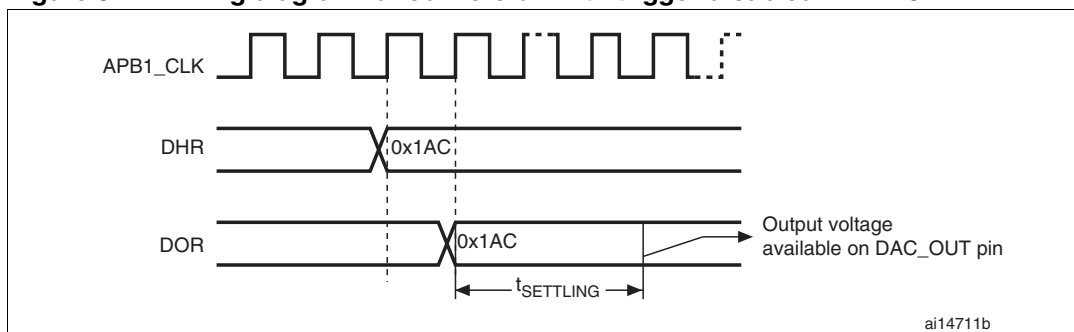 APB1_CLK
DHR
0x1AC
DOR
0x1AC
Output voltage
available on DAC_OUT pin
tSETTLING
ai14711b